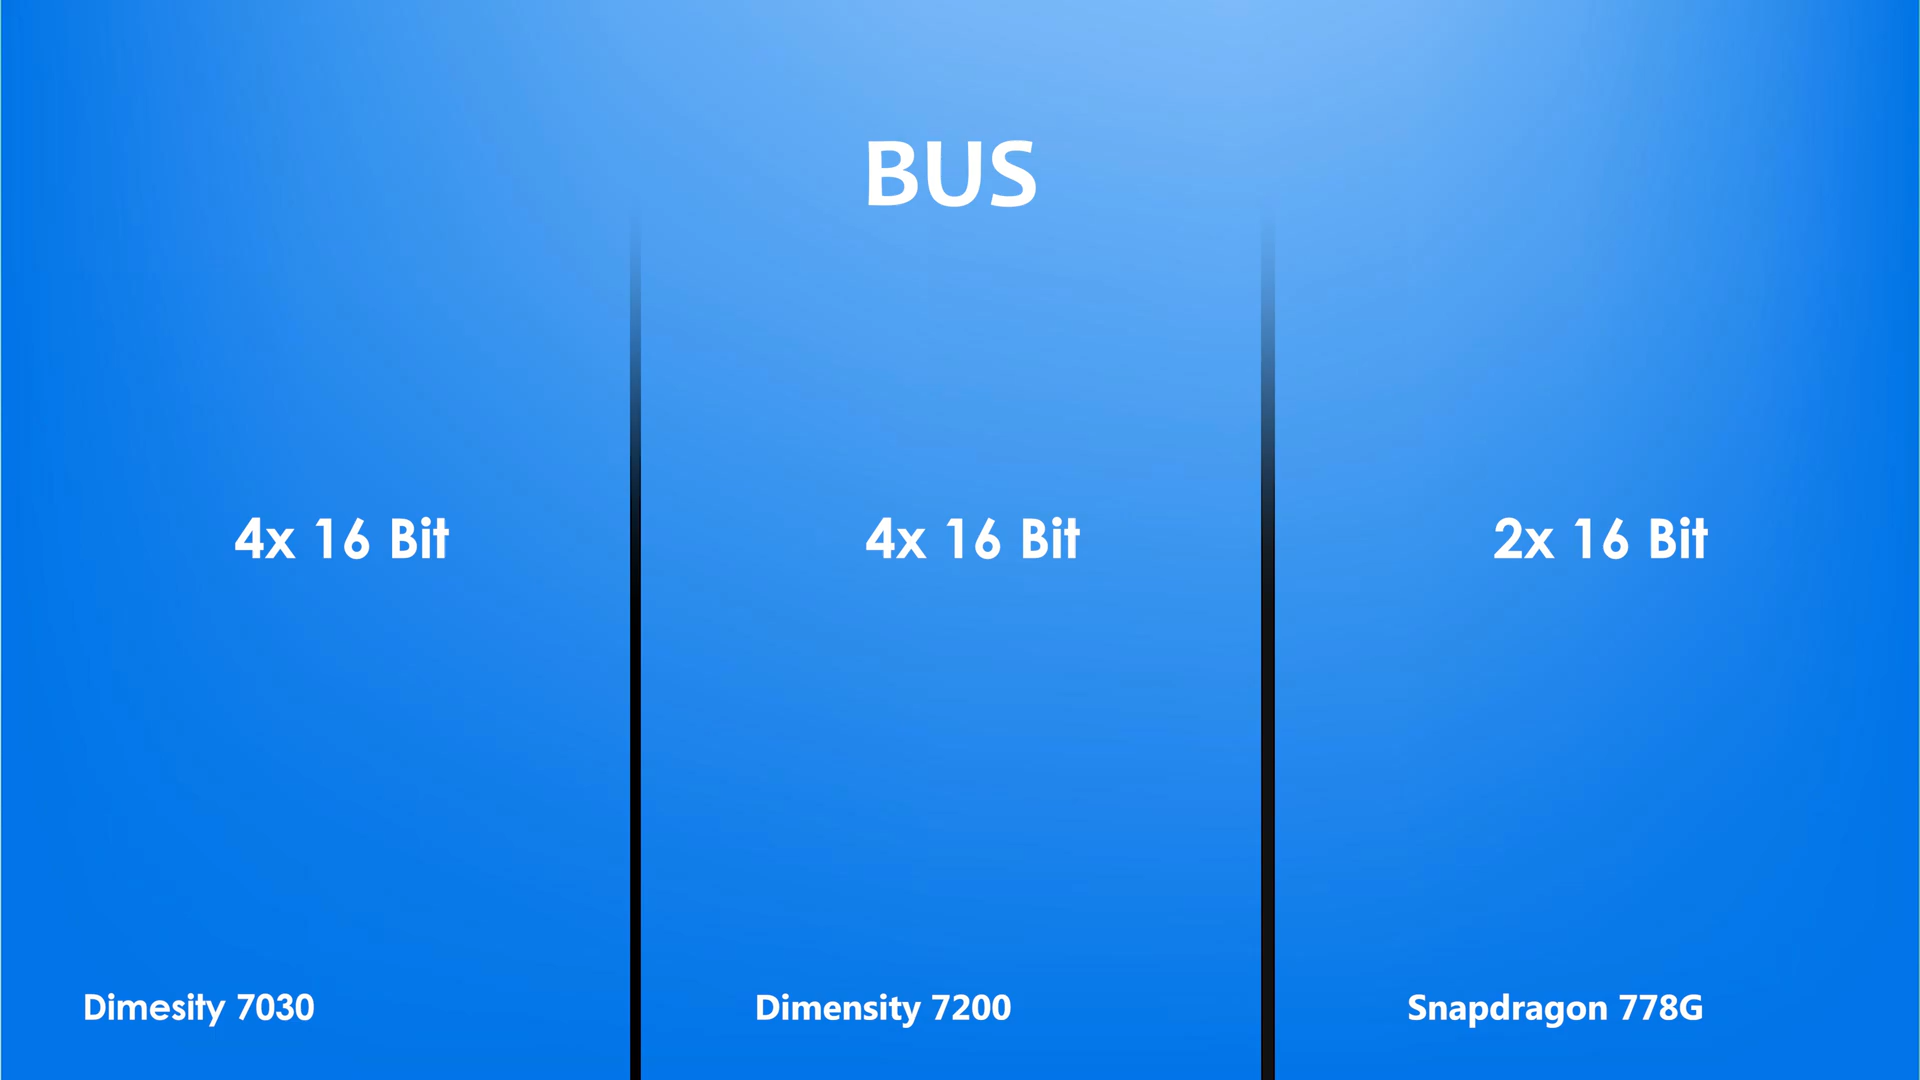 BUS
4x 16 Bit
4x 16 Bit
2x 16 Bit
Dimesity 7030
Dimensity 7200
Snapdragon 778G